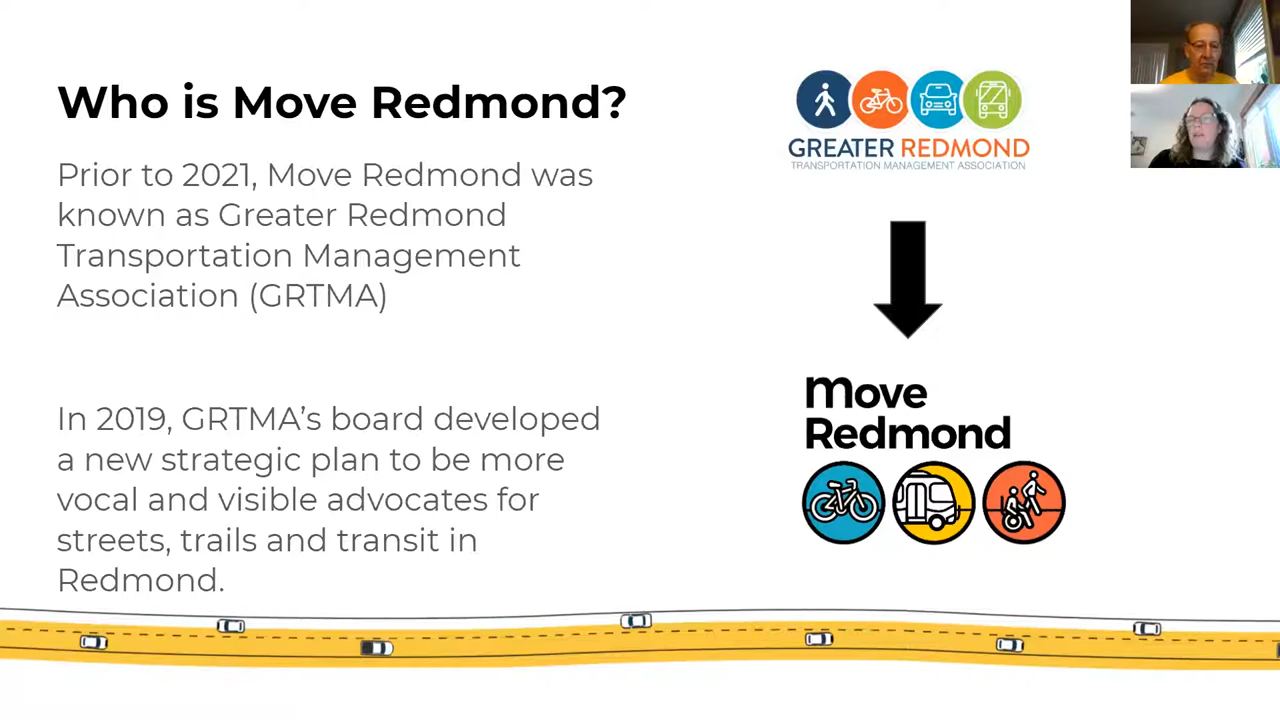 Who is Move Redmond?
Prior to 2021, Move Redmond was
known as Greater Redmond
Transportation Management
Association (GRTMA)
In 2019, GRTMA’s board developed
a new strategic plan to be more
vocal and visible advocates for
streets, trails and transit in
Redmond.
GREATER REDMOND
TRANSPORTATION MANAGEMENT ASSOCIATION
move
Redmond